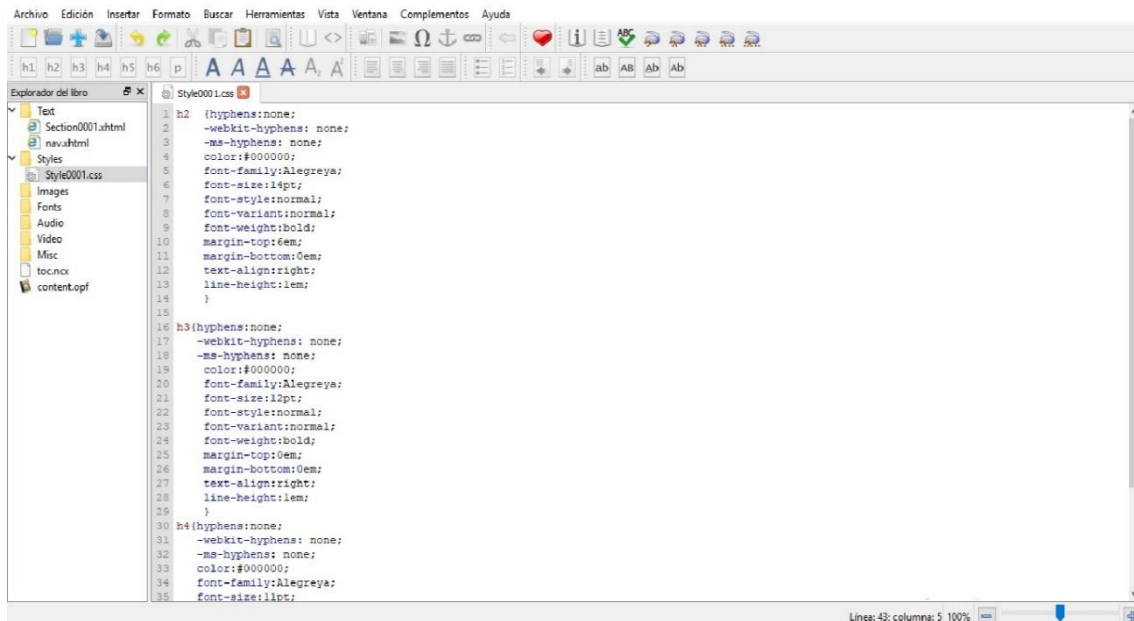 Archivo Edición Insertar Formato Buscar Herramientas Vista Ventana Complementos Ayuda
h1 h2 h3 h4 h5 h6 p A A A A A₂ A² ab AB Ab Ab
Explorador del libro
Style0001.css
Text
Section0001.xhtml
nav.xhtml
Styles
Style0001.css
Images
Fonts
Audio
Video
Misc
toc.ncx
content.opf
1 h2 {hyphens:none;
2 -webkit-hyphens: none;
3 -ms-hyphens: none;
4 color:#000000;
5 font-family:Alegreya;
6 font-size:14pt;
7 font-style:normal;
8 font-variant:normal;
9 font-weight:bold;
10 margin-top:6em;
11 margin-bottom:0em;
12 text-align:right;
13 line-height:1em;
14 }
15
16 h3{hyphens:none;
17 -webkit-hyphens: none;
18 -ms-hyphens: none;
19 color:#000000;
20 font-family:Alegreya;
21 font-size:12pt;
22 font-style:normal;
23 font-variant:normal;
24 font-weight:bold;
25 margin-top:0em;
26 margin-bottom:0em;
27 text-align:right;
28 line-height:1em;
29 }
30 h4{hyphens:none;
31 -webkit-hyphens: none;
32 -ms-hyphens: none;
33 color:#000000;
34 font-family:Alegreya;
35 font-size:11pt;
Línea: 43; columna: 5 100%